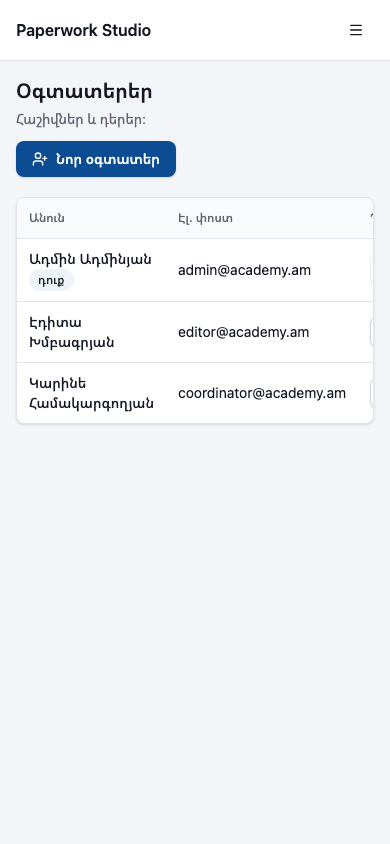 Paperwork Studio
Օգտատերեր
Հաշիվներ և դերեր։
Նոր օգտատեր
Անուն Էլ. փոստ
Ադմին Ադմինյան
դուք
admin@academy.am
Էդիտա
Խմբագրյան
editor@academy.am
Կարինե
Համակարգողյան
coordinator@academy.am